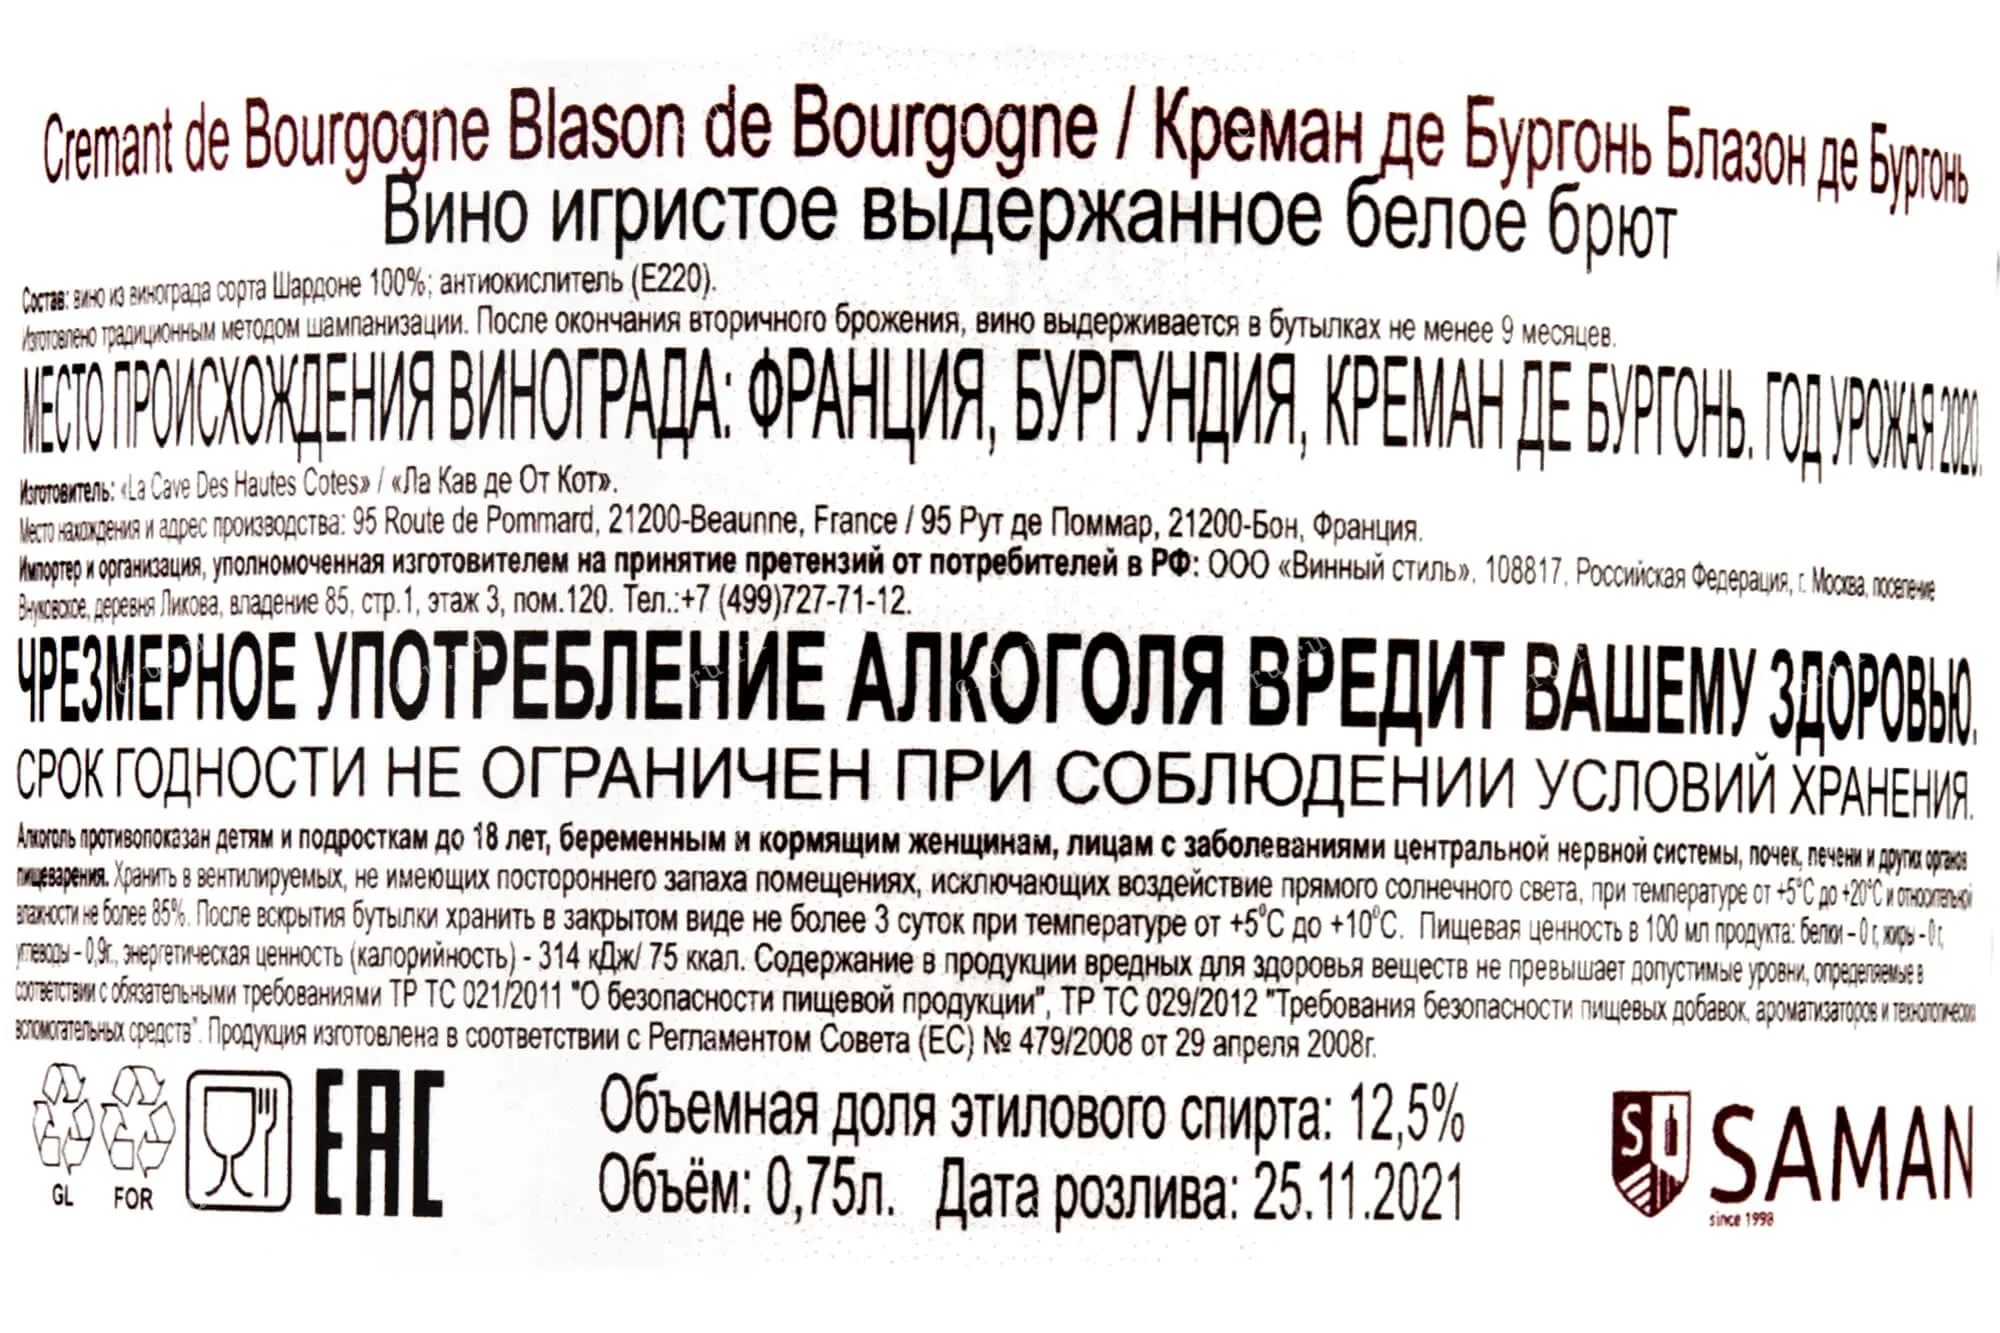 Cremant de Bourgogne Blason de Bourgogne / Креман де Бургонь Блазон де Бургонь
Вино игристое выдержанное белое брют
Состав: вино из винограда сорта Шардоне 100%; антиокислитель (E220).
Изготовлено традиционным методом шампанизации. После окончания вторичного брожения, вино выдерживается в бутылках не менее 9 месяцев.
МЕСТО ПРОИСХОЖДЕНИЯ ВИНОГРАДА: ФРАНЦИЯ, БУРГУНДИЯ, КРЕМАН ДЕ БУРГОНЬ. ГОД УРОЖАЯ 2020.
Изготовитель: «La Cave Des Hautes Cotes» / «Ла Кав де От Кот».
Место нахождения и адрес производства: 95 Route de Pommard, 21200-Beaunne, France / 95 Рут де Поммар, 21200-Бон, Франция.
Импортер и организация, уполномоченная изготовителем на принятие претензий от потребителей в РФ: ООО «Винный стиль», 108817, Российская Федерация, г. Москва, поселение
Внуковское, деревня Ликова, владение 85, стр.1, этаж 3, пом.120. Тел.:+7 (499)727-71-12.
ЧРЕЗМЕРНОЕ УПОТРЕБЛЕНИЕ АЛКОГОЛЯ ВРЕДИТ ВАШЕМУ ЗДОРОВЬЮ.
СРОК ГОДНОСТИ НЕ ОГРАНИЧЕН ПРИ СОБЛЮДЕНИИ УСЛОВИЙ ХРАНЕНИЯ.
Алкоголь противопоказан детям и подросткам до 18 лет, беременным и кормящим женщинам, лицам с заболеваниями центральной нервной системы, почек, печени и других органов
пищеварения. Хранить в вентилируемых, не имеющих постороннего запаха помещениях, исключающих воздействие прямого солнечного света, при температуре от +5°C до +20°C и относительной
влажности не более 85%. После вскрытия бутылки хранить в закрытом виде не более 3 суток при температуре от +5°C до +10°C. Пищевая ценность в 100 мл продукта: белки – 0 г, жиры – 0 г,
углеводы – 0,9г., энергетическая ценность (калорийность) - 314 кДж/ 75 ккал. Содержание в продукции вредных для здоровья веществ не превышает допустимые уровни, определяемые в
соответствии с обязательными требованиями ТР ТС 021/2011 "О безопасности пищевой продукции", ТР ТС 029/2012 "Требования безопасности пищевых добавок, ароматизаторов и технологических
вспомогательных средств". Продукция изготовлена в соответствии с Регламентом Совета (ЕС) № 479/2008 от 29 апреля 2008г.
GL FOR
EAC
Объемная доля этилового спирта: 12,5%
Объём: 0,75л. Дата розлива: 25.11.2021
S
SAMAN
since 1998